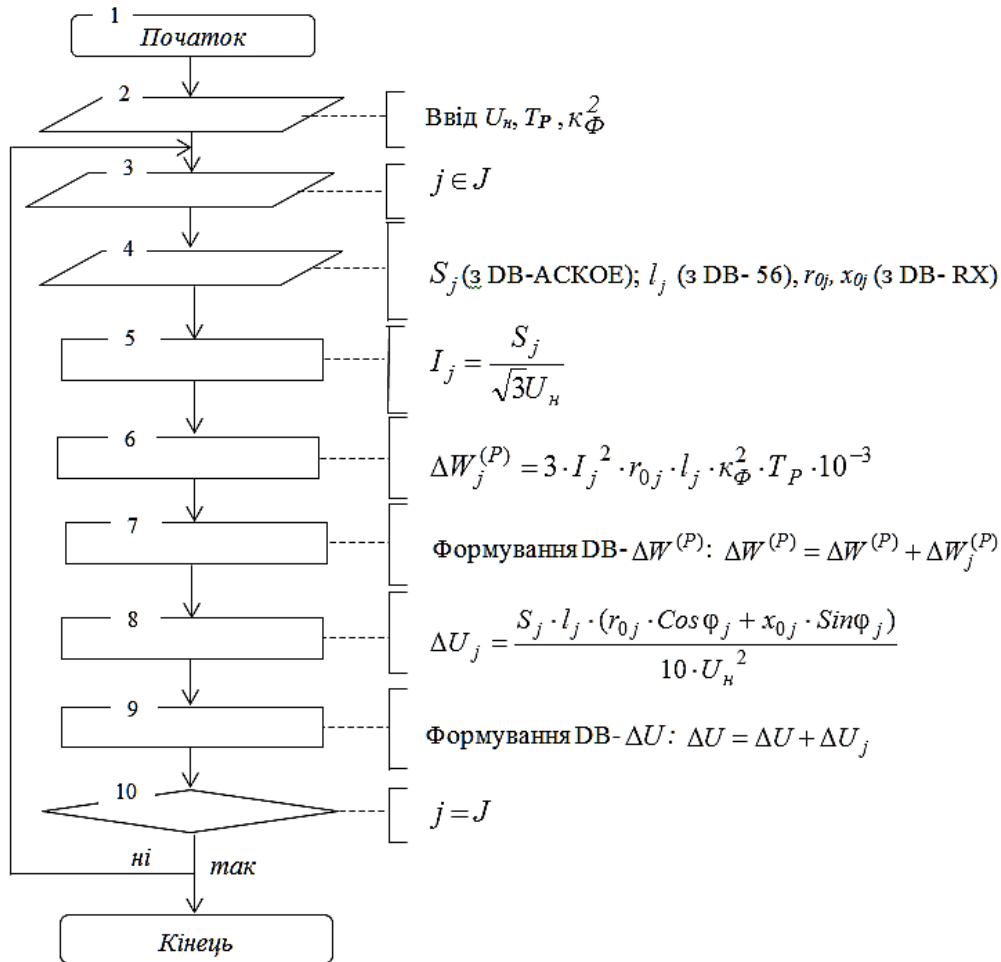 1
Початок
2
Ввід Uн, TР, кФ²
3
j ∈ J
4
Sj (з DB-АСКОЕ); lj (з DB- 56), r0j, x0j (з DB- RX)
5
Ij = Sj / √3Uн
6
ΔWj(P) = 3 · Ij² · r0j · lj · кФ² · TP · 10⁻³
7
Формування DB- ΔW(P): ΔW(P) = ΔW(P) + ΔWj(P)
8
ΔUj = Sj · lj · (r0j · Cosφj + x0j · Sinφj) / 10 · Uн²
9
Формування DB- ΔU: ΔU = ΔU + ΔUj
10
j = J
ні так
Кінець